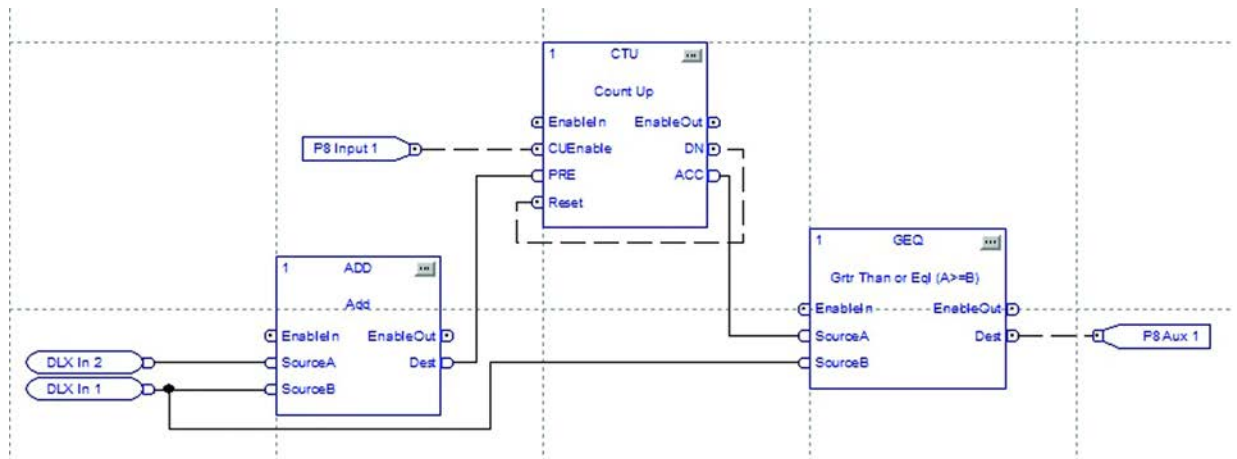 1 CTU
Count Up
EnableIn EnableOut
P8 Input 1
CUEnable DN
PRE ACC
Reset
1 GEQ
Grtr Than or Eql (A>=B)
EnableIn EnableOut
SourceA Dest
P8 Aux 1
SourceB
1 ADD
Add
EnableIn EnableOut
DLX In 2
SourceA Dest
DLX In 1
SourceB